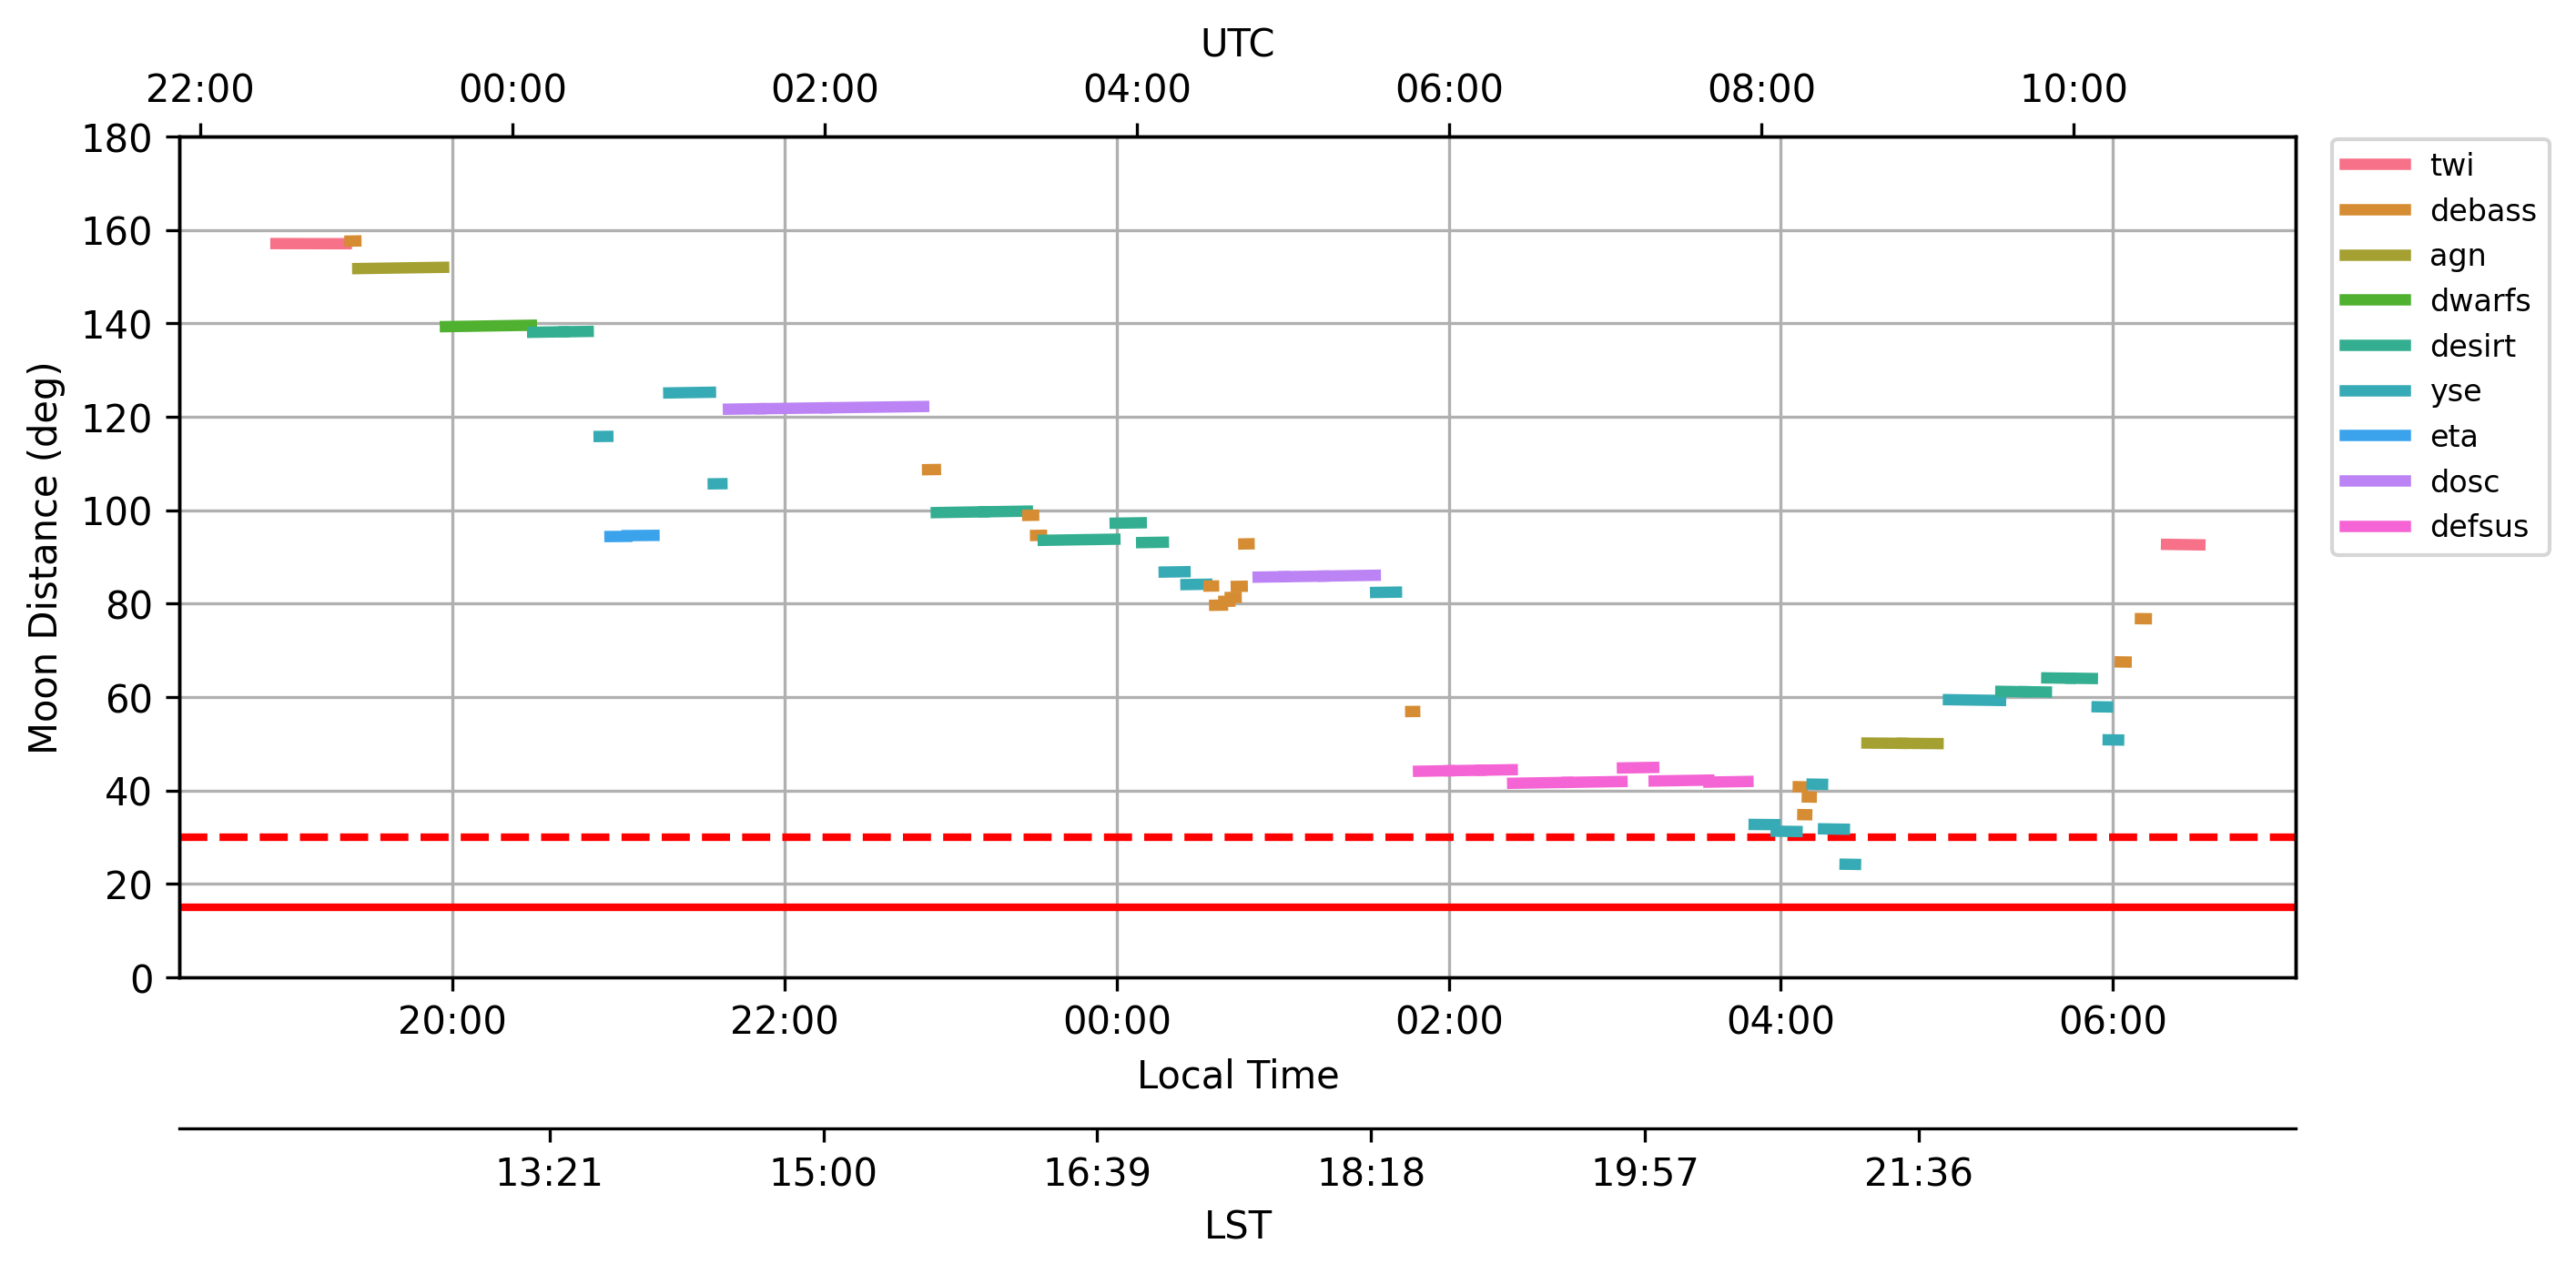 UTC
22:00 00:00 02:00 04:00 06:00 08:00 10:00
Moon Distance (deg)
180
160
140
120
100
80
60
40
20
0
20:00 22:00 00:00 02:00 04:00 06:00
Local Time
13:21 15:00 16:39 18:18 19:57 21:36
LST
twi
debass
agn
dwarfs
desirt
yse
eta
dosc
defsus